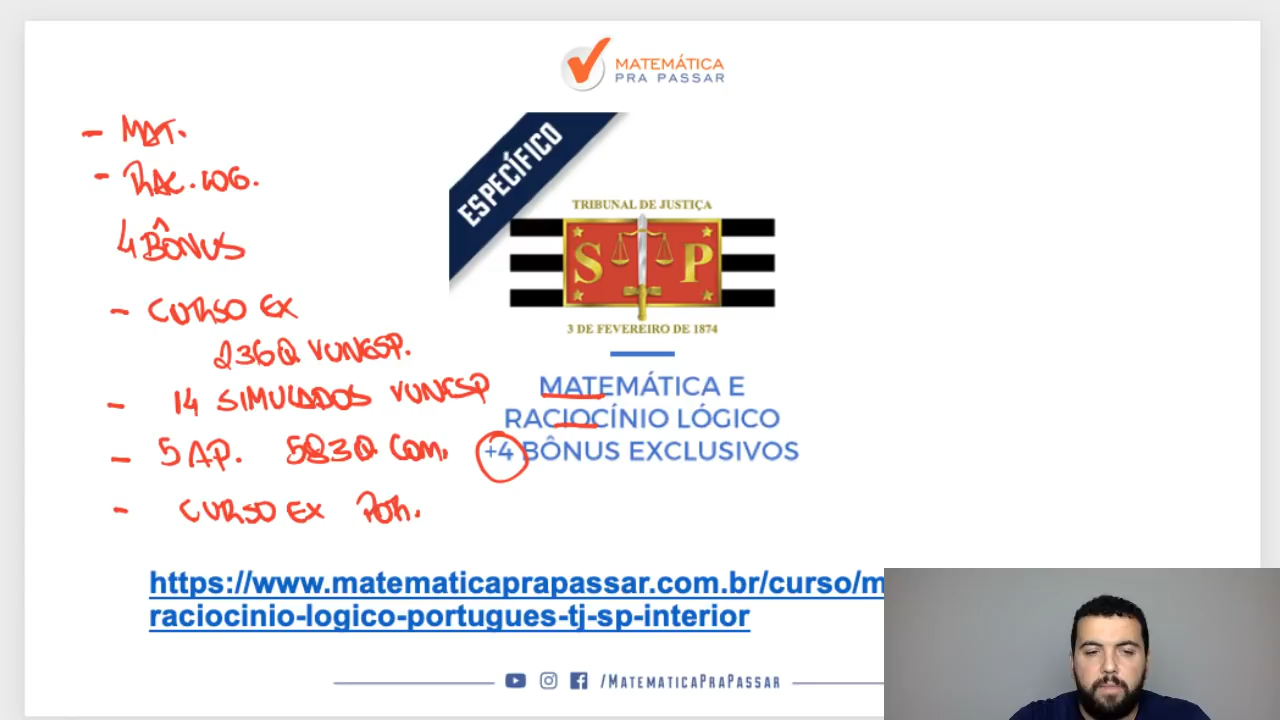 MATEMÁTICA
PRA PASSAR
- MAT.
- RAC. LOG.
4 BÔNUS
- CURSO EX
236Q VUNESP.
- 14 SIMULADOS VUNESP
- 5 AP. 583Q COM.
- CURSO EX POR.
ESPECÍFICO
TRIBUNAL DE JUSTIÇA
S P
3 DE FEVEREIRO DE 1874
MATEMÁTICA E
RACIOCÍNIO LÓGICO
+4 BÔNUS EXCLUSIVOS
https://www.matematicaprapassar.com.br/curso/m
raciocinio-logico-portugues-tj-sp-interior
/MATEMATICAPRAPASSAR